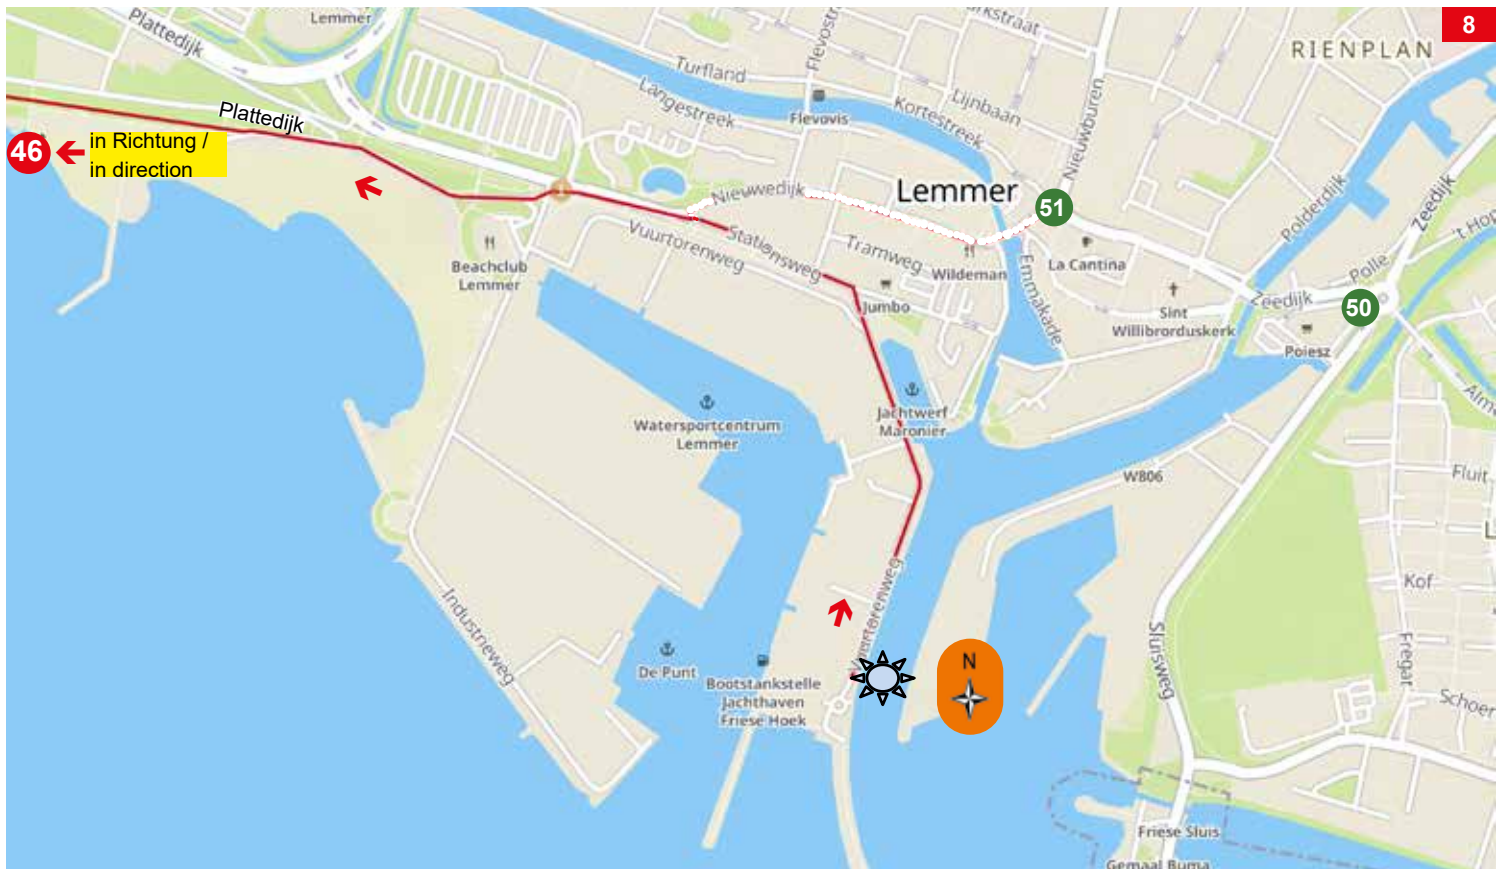 8
Lemmer
Plattedijk
Turfland
Langestreek
Flevovis
Kortestreek
Lijnbaan
Nieuwburen
RIENPLAN
Polderdijk
Zeedijk
Plattedijk
46
in Richtung /
in direction
Nieuwedijk
Lemmer
51
Stationsweg
Vuurtorenweg
Tramweg
Wildeman
La Cantina
Emmakade
Sint
Willibrorduskerk
Zeedijk
Polle
50
Poiesz
Jumbo
Beachclub
Lemmer
Jachtwerf
Maronier
Watersportcentrum
Lemmer
W806
Fluit
Kof
Fregat
Schoen
Sluisweg
Vuurtorenweg
Industrieweg
De Punt
Bootstankstelle
Jachthaven
Friese Hoek
N
Friese Sluis
Gemaal Buma